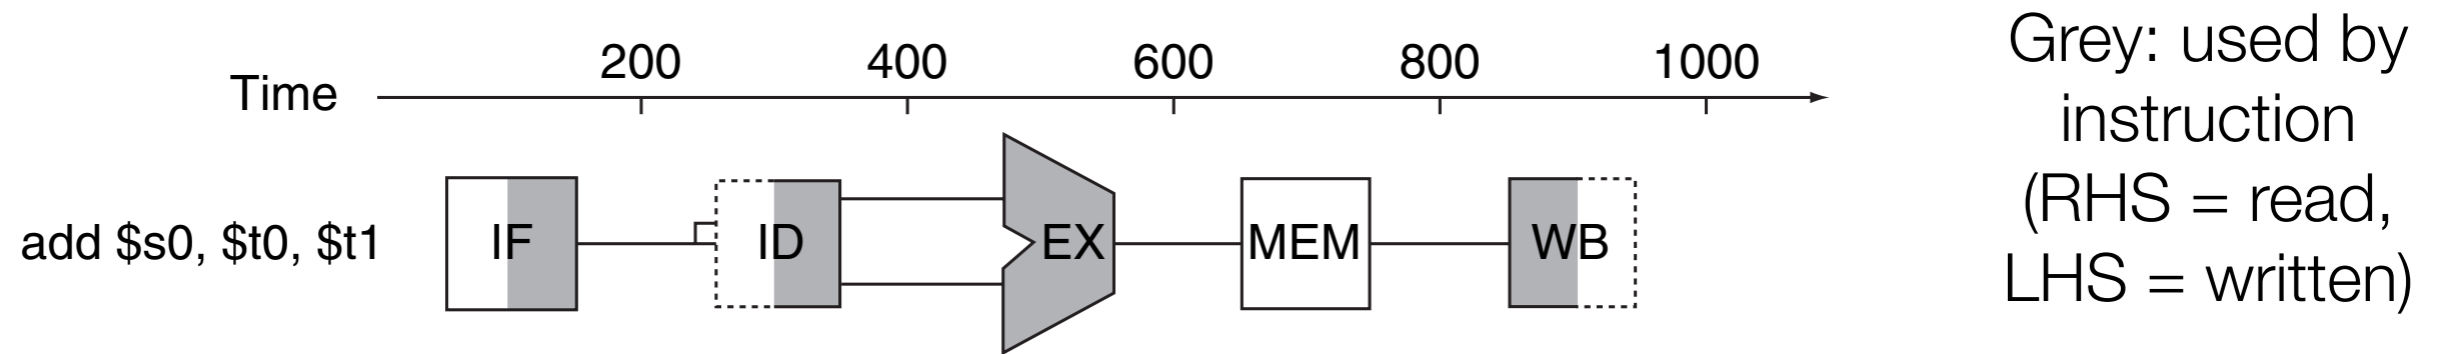 200 400 600 800 1000
Time
add $s0, $t0, $t1 IF ID EX MEM WB
Grey: used by
instruction
(RHS = read,
LHS = written)